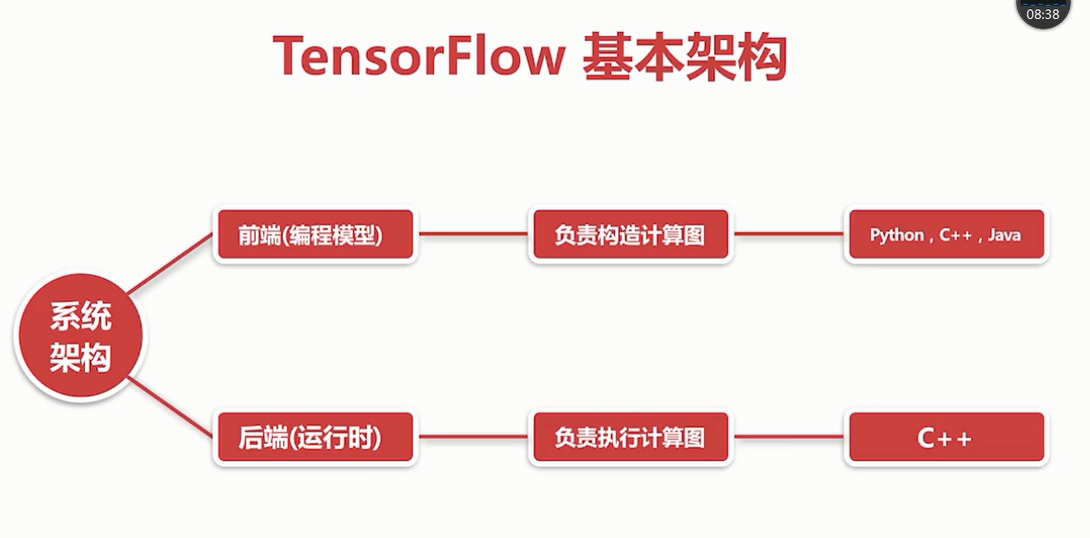 08:38
TensorFlow 基本架构
前端(编程模型)
负责构造计算图
Python , C++ , Java
系统
架构
后端(运行时)
负责执行计算图
C++